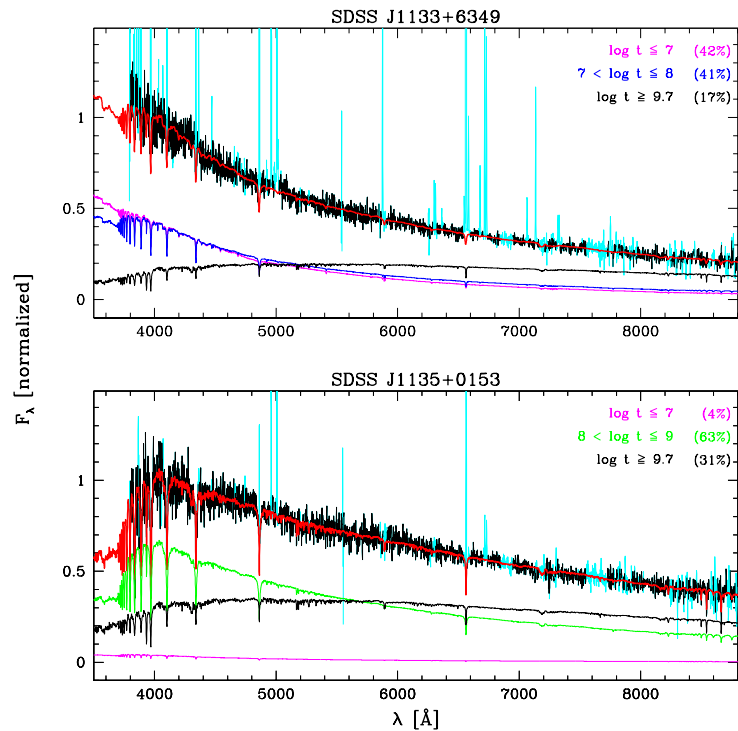 SDSS J1133+6349
log t ≦ 7 (42%)
7 < log t ≦ 8 (41%)
log t ≧ 9.7 (17%)
1
0.5
0
4000 5000 6000 7000 8000
F_λ [normalized]
SDSS J1135+0153
log t ≦ 7 (4%)
8 < log t ≦ 9 (63%)
log t ≧ 9.7 (31%)
1
0.5
0
4000 5000 6000 7000 8000
λ [Å]